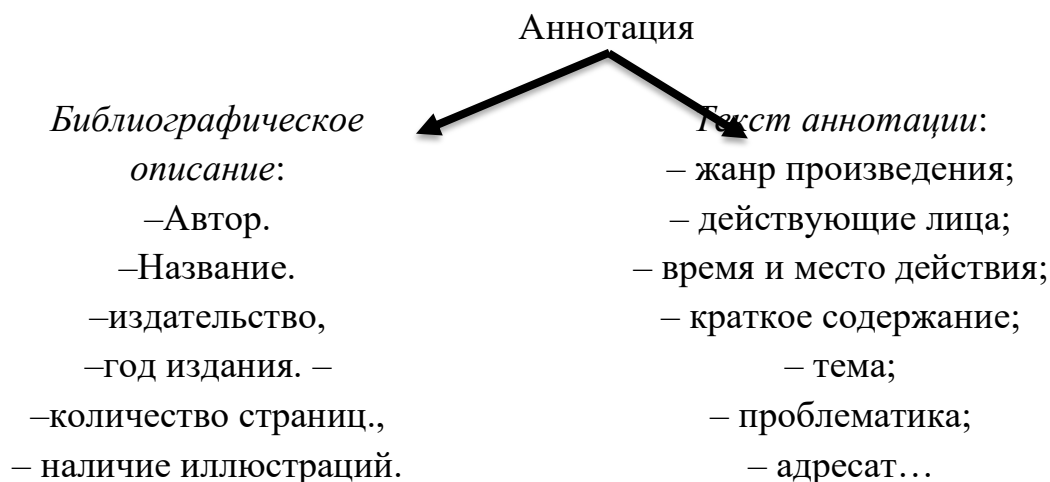 Аннотация
Библиографическое
описание:
–Автор.
–Название.
–издательство,
–год издания. –
–количество страниц.,
– наличие иллюстраций.
Текст аннотации:
– жанр произведения;
– действующие лица;
– время и место действия;
– краткое содержание;
– тема;
– проблематика;
– адресат…